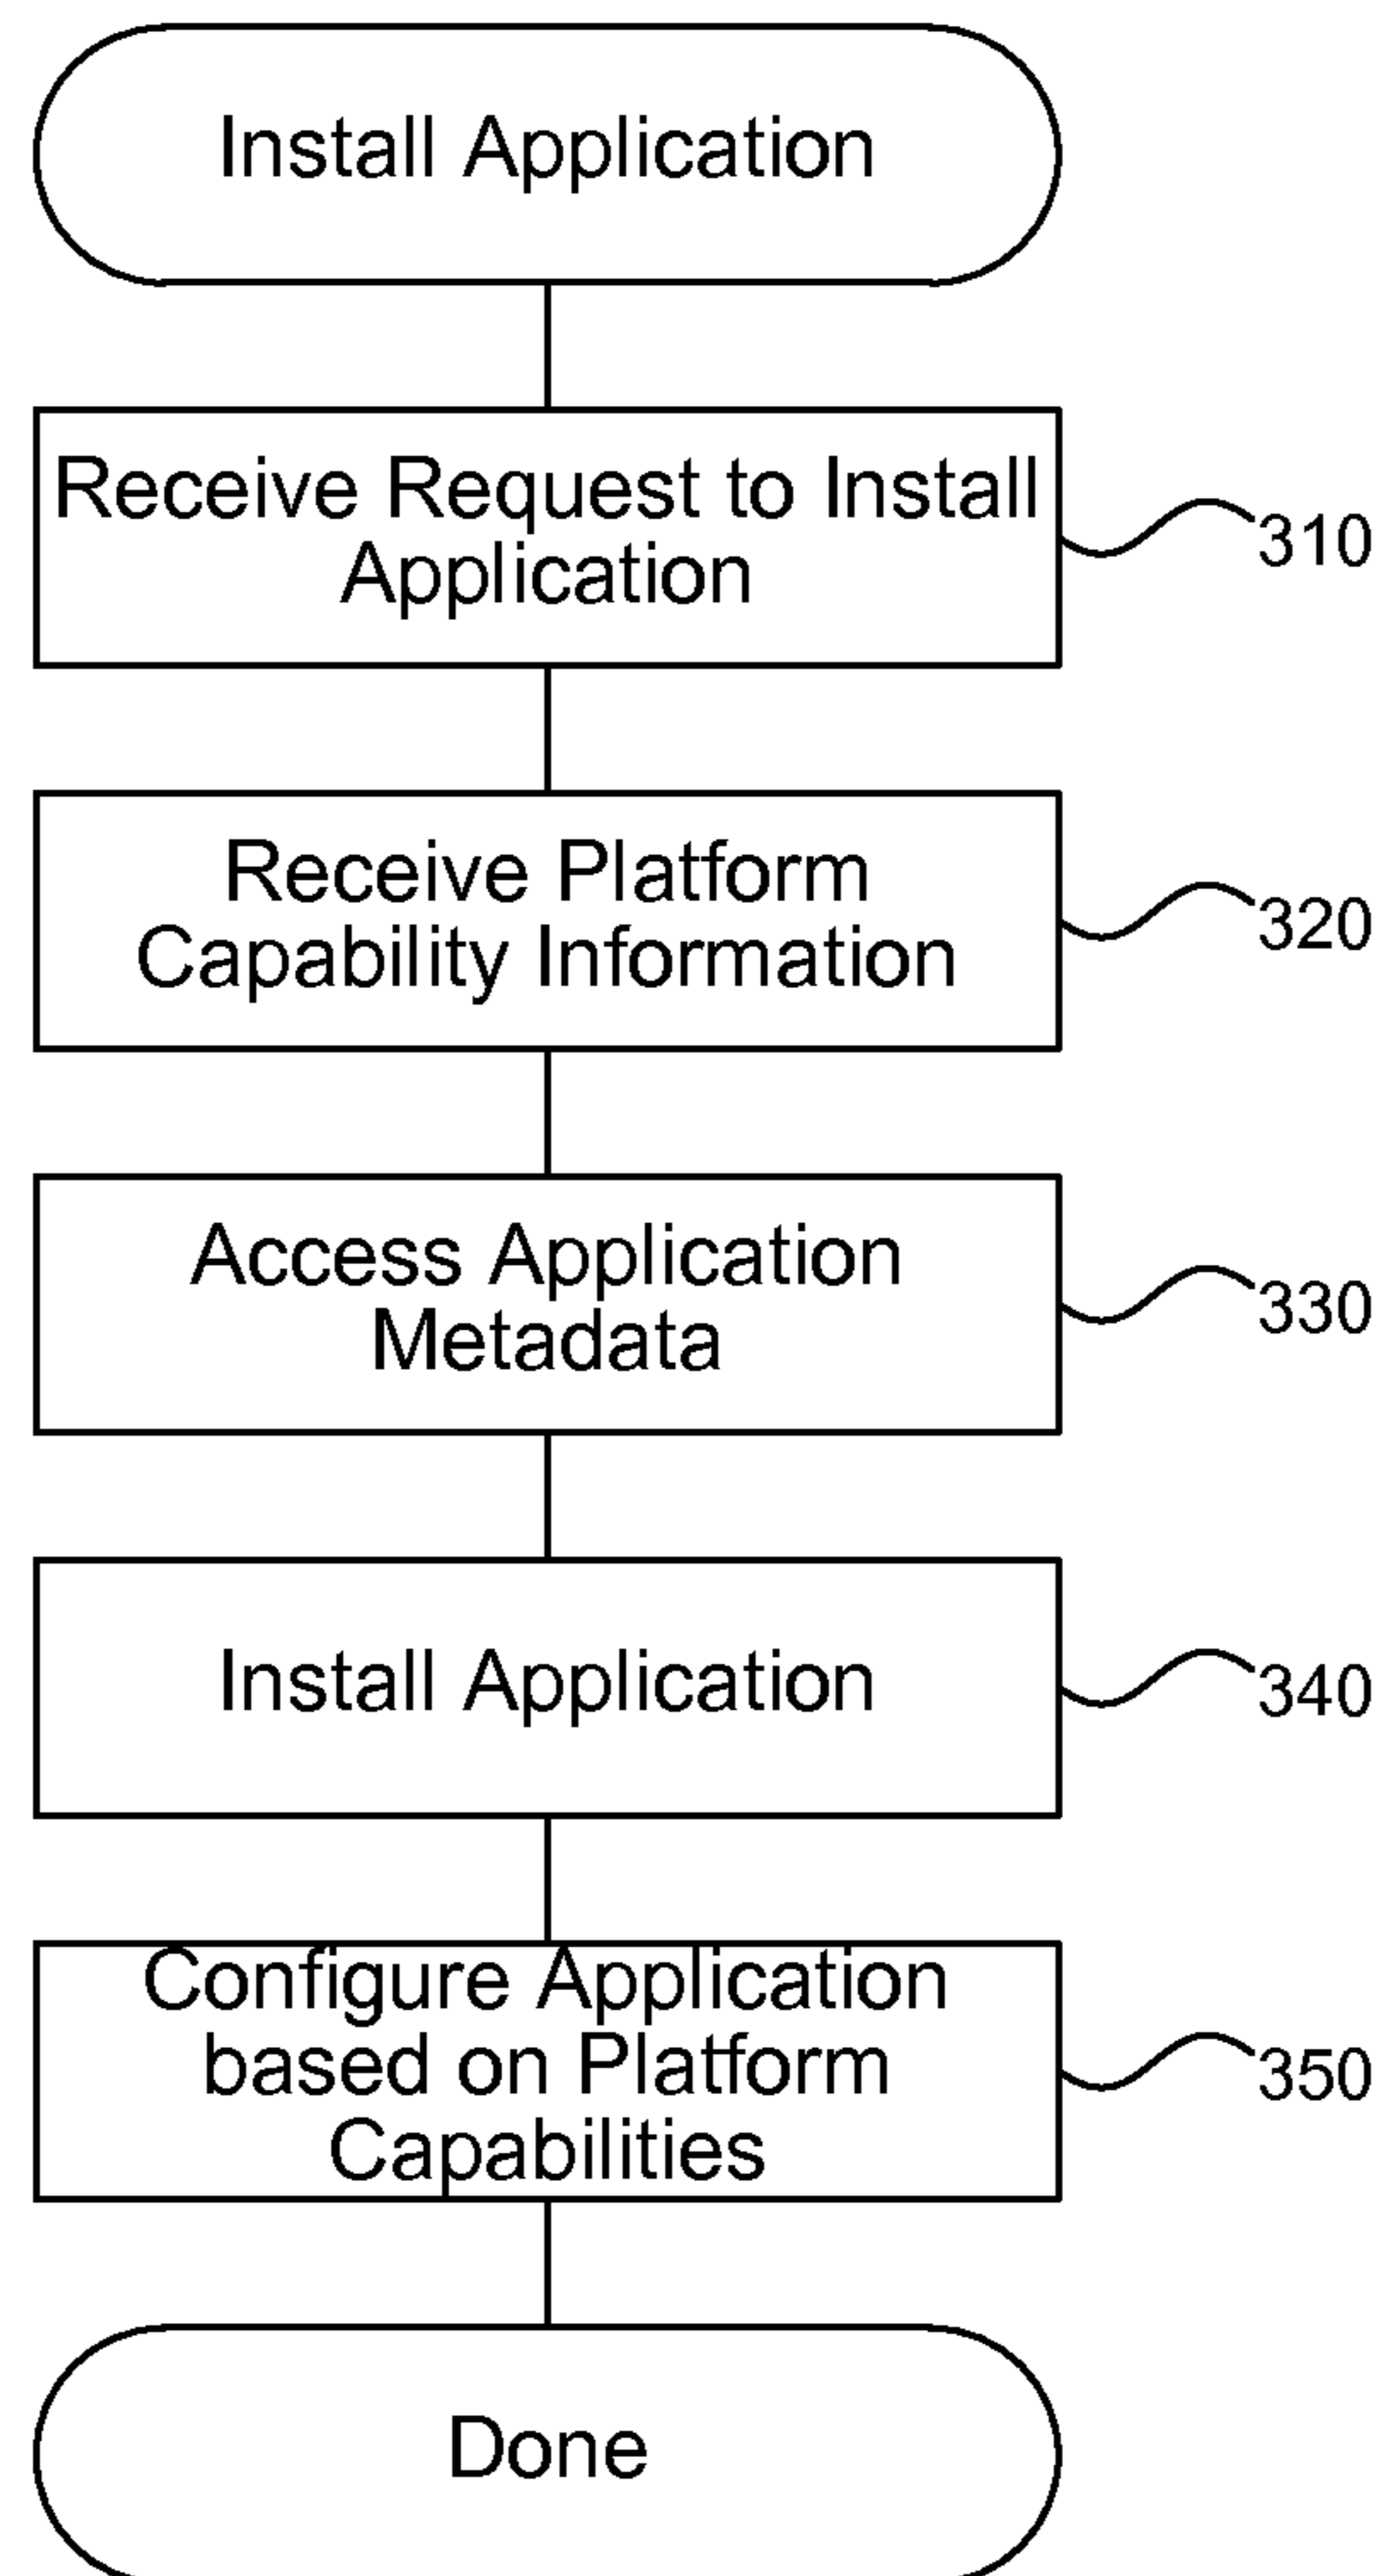 Install Application
Receive Request to Install
Application
310
Receive Platform
Capability Information
320
Access Application
Metadata
330
Install Application
340
Configure Application
based on Platform
Capabilities
350
Done